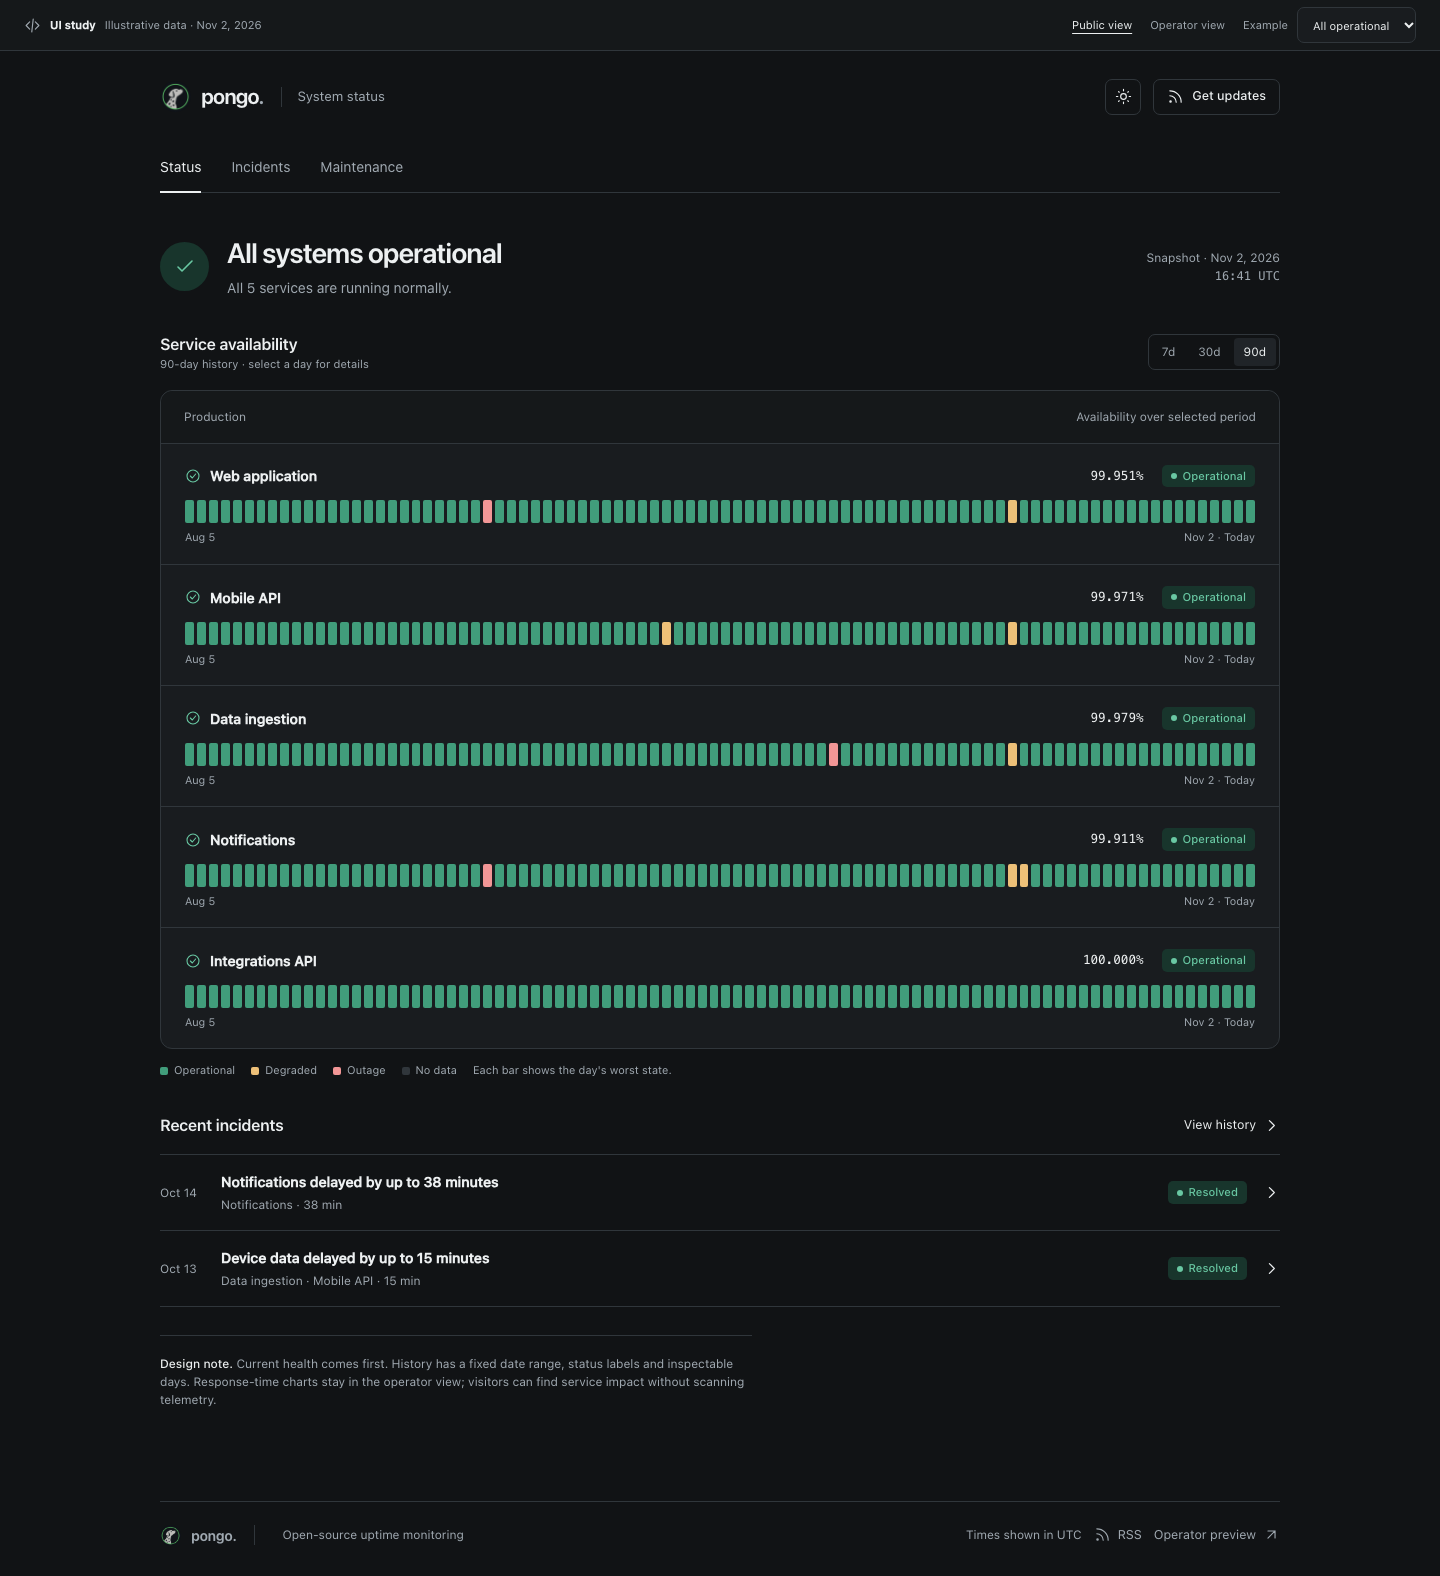 UI study Illustrative data · Nov 2, 2026
Public view Operator view Example All operational
pongo. System status
Get updates
Status Incidents Maintenance
All systems operational
All 5 services are running normally.
Snapshot · Nov 2, 2026
16:41 UTC
Service availability
90-day history · select a day for details
7d 30d 90d
Production Availability over selected period
Web application 99.951% Operational
Aug 5 Nov 2 · Today
Mobile API 99.971% Operational
Aug 5 Nov 2 · Today
Data ingestion 99.979% Operational
Aug 5 Nov 2 · Today
Notifications 99.911% Operational
Aug 5 Nov 2 · Today
Integrations API 100.000% Operational
Aug 5 Nov 2 · Today
Operational Degraded Outage No data Each bar shows the day's worst state.
Recent incidents View history
Oct 14 Notifications delayed by up to 38 minutes Resolved
Notifications · 38 min
Oct 13 Device data delayed by up to 15 minutes Resolved
Data ingestion · Mobile API · 15 min
Design note. Current health comes first. History has a fixed date range, status labels and inspectable
days. Response-time charts stay in the operator view; visitors can find service impact without scanning
telemetry.
pongo. Open-source uptime monitoring Times shown in UTC RSS Operator preview